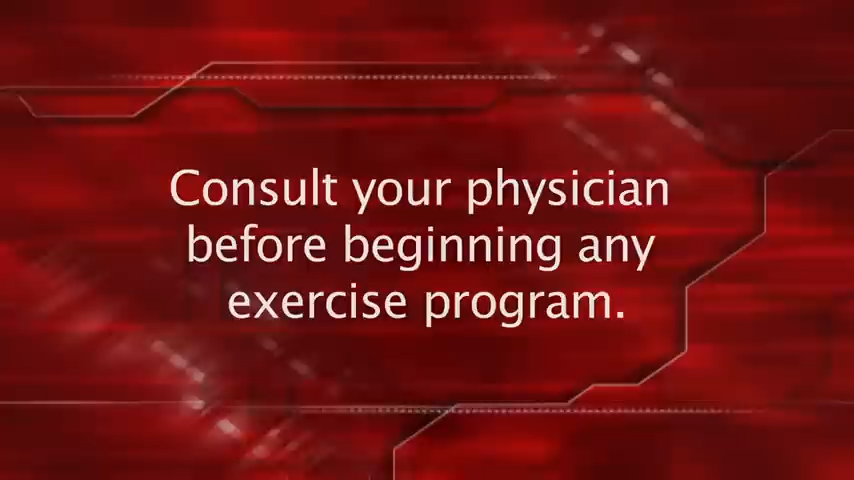 Consult your physician
before beginning any
exercise program.